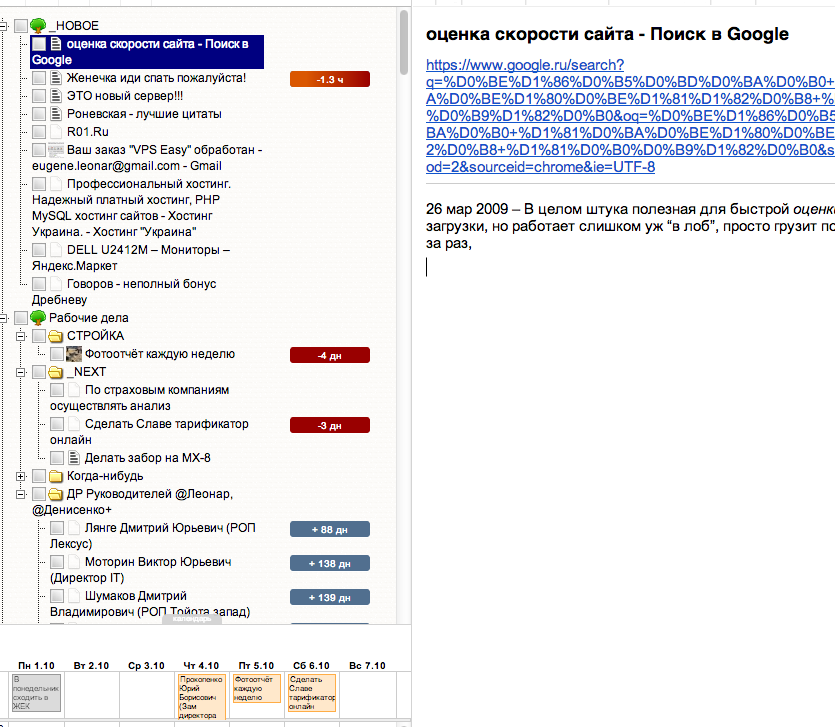 _НОВОЕ
оценка скорости сайта - Поиск в
Google
Женечка иди спать пожалуйста!
-1.3 ч
ЭТО новый сервер!!!
Роневская - лучшие цитаты
R01.Ru
Ваш заказ "VPS Easy" обработан -
eugene.leonar@gmail.com - Gmail
Профессиональный хостинг.
Надежный платный хостинг, PHP
MySQL хостинг сайтов - Хостинг
Украина. - Хостинг "Украина"
DELL U2412M – Мониторы –
Яндекс.Маркет
Говоров - неполный бонус
Дребневу
Рабочие дела
СТРОЙКА
Фотоотчёт каждую неделю
-4 дн
_NEXT
По страховым компаниям
осуществлять анализ
Сделать Славе тарификатор
онлайн
-3 дн
Делать забор на МХ-8
Когда-нибудь
ДР Руководителей @Леонар,
@Денисенко+
Лянге Дмитрий Юрьевич (РОП
Лексус)
+ 88 дн
Моторин Виктор Юрьевич
(Директор IT)
+ 138 дн
Шумаков Дмитрий
Владимирович (РОП Тойота запад)
+ 139 дн
календарь
Пн 1.10 Вт 2.10 Ср 3.10 Чт 4.10 Пт 5.10 Сб 6.10 Вс 7.10
В
понедельник
сходить в
ЖЕК
Прокопенко
Юрий
Борисович
(Зам
директора
Фотоотчёт
каждую
неделю
Сделать
Славе
тарификатор
онлайн
оценка скорости сайта - Поиск в Google
https://www.google.ru/search?
q=%D0%BE%D1%86%D0%B5%D0%BD%D0%BA%D0%B0+
A%D0%BE%D1%80%D0%BE%D1%81%D1%82%D0%B8+%
%D0%B9%D1%82%D0%B0&oq=%D0%BE%D1%86%D0%B5
BA%D0%B0+%D1%81%D0%BA%D0%BE%D1%80%D0%BE
2%D0%B8+%D1%81%D0%B0%D0%B9%D1%82%D0%B0&s
od=2&sourceid=chrome&ie=UTF-8
26 мар 2009 – В целом штука полезная для быстрой оценк
загрузки, но работает слишком уж “в лоб”, просто грузит по
за раз,